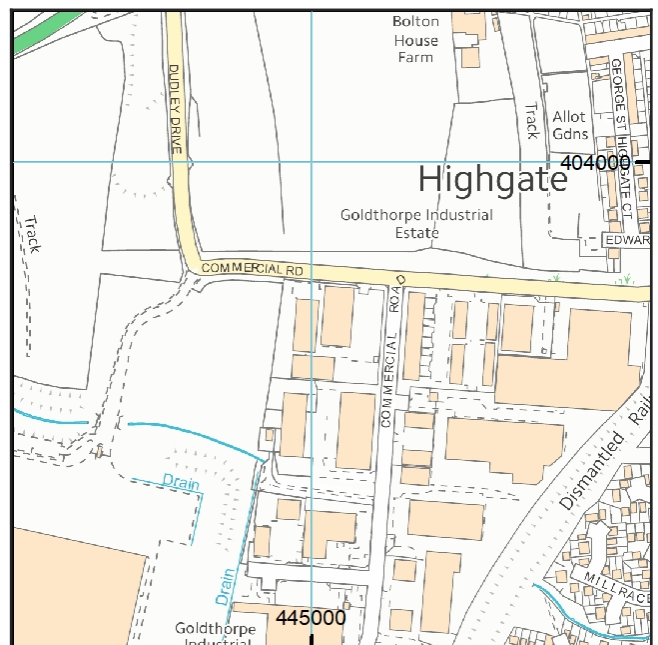 Bolton
House
Farm
DUDLEY DRIVE
GEORGE ST
Track
Allot
Gdns
404000
HIGHGATE CT
Highgate
Goldthorpe Industrial
Estate
Track
EDWAR
COMMERCIAL RD
COMMERCIAL ROAD
Dismantled Rail
Drain
Drain
MILLRACE
445000
Goldthorpe
Industrial